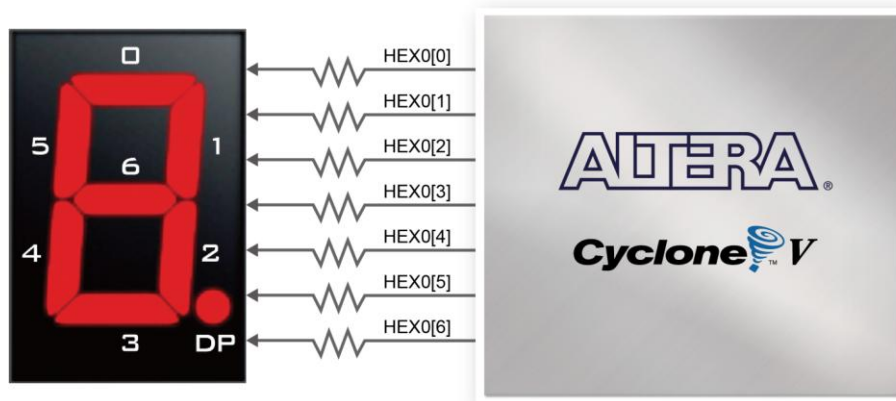 0
5
1
6
4
2
3
DP
HEX0[0]
HEX0[1]
HEX0[2]
HEX0[3]
HEX0[4]
HEX0[5]
HEX0[6]
ALTERA®
Cyclone™ V